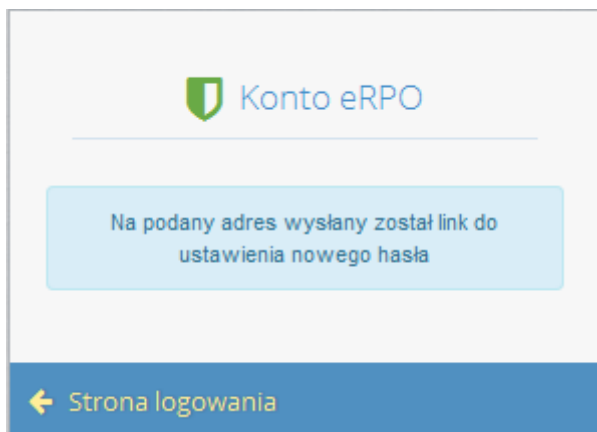 Konto eRPO
Na podany adres wysłany został link do
ustawienia nowego hasła
Strona logowania